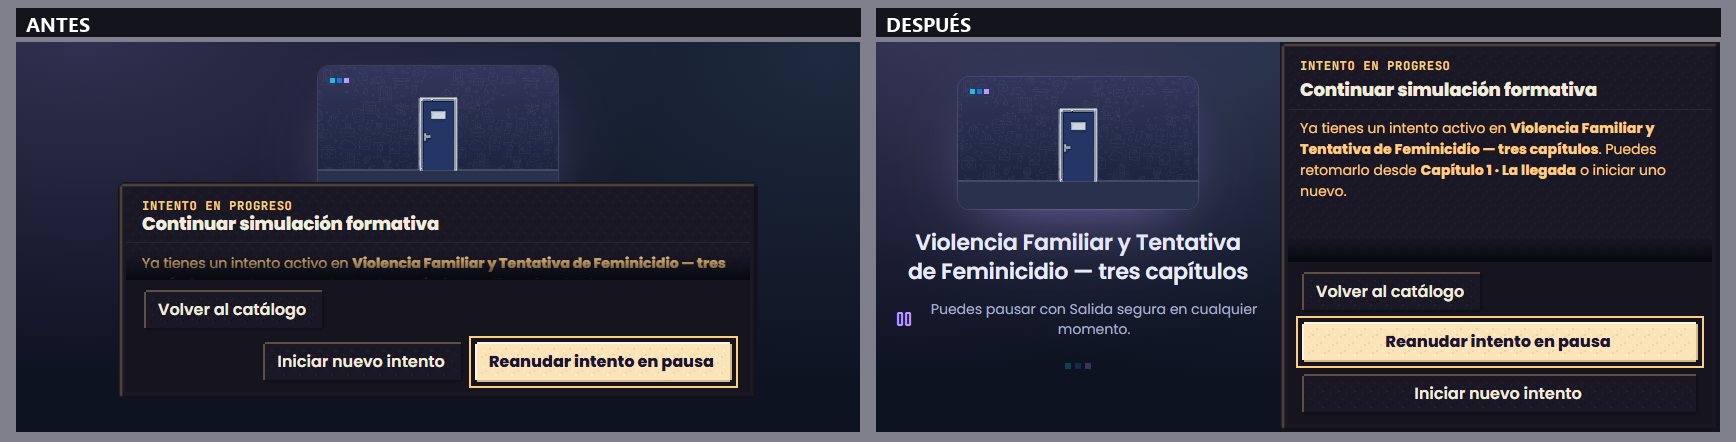 ANTES
INTENTO EN PROGRESO
Continuar simulación formativa
Ya tienes un intento activo en Violencia Familiar y Tentativa de Feminicidio — tres
Volver al catálogo
Iniciar nuevo intento
Reanudar intento en pausa
DESPUÉS
Violencia Familiar y Tentativa
de Feminicidio — tres capítulos
Puedes pausar con Salida segura en cualquier
momento.
INTENTO EN PROGRESO
Continuar simulación formativa
Ya tienes un intento activo en Violencia Familiar y
Tentativa de Feminicidio — tres capítulos. Puedes
retomarlo desde Capítulo 1 · La llegada o iniciar uno
nuevo.
Volver al catálogo
Reanudar intento en pausa
Iniciar nuevo intento